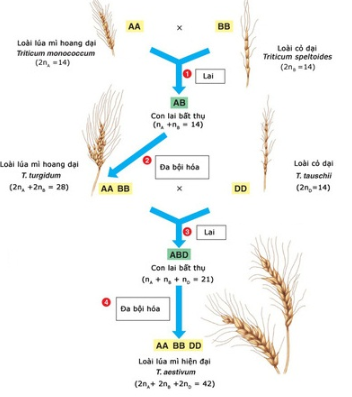 AA × BB
Loài lúa mì hoang dại
Triticum monococcum
(2nA =14)
Loài cỏ dại
Triticum speltoides
(2nB =14)
1 Lai
AB
Con lai bất thụ
(nA +nB = 14)
2 Đa bội hóa
Loài lúa mì hoang dại
T. turgidum
(2nA +2nB = 28)
Loài cỏ dại
T. tauschii
(2nD=14)
AA BB × DD
3 Lai
ABD
Con lai bất thụ
(nA + nB + nD = 21)
4 Đa bội hóa
AA BB DD
Loài lúa mì hiện đại
T. aestivum
(2nA+ 2nB +2nD = 42)